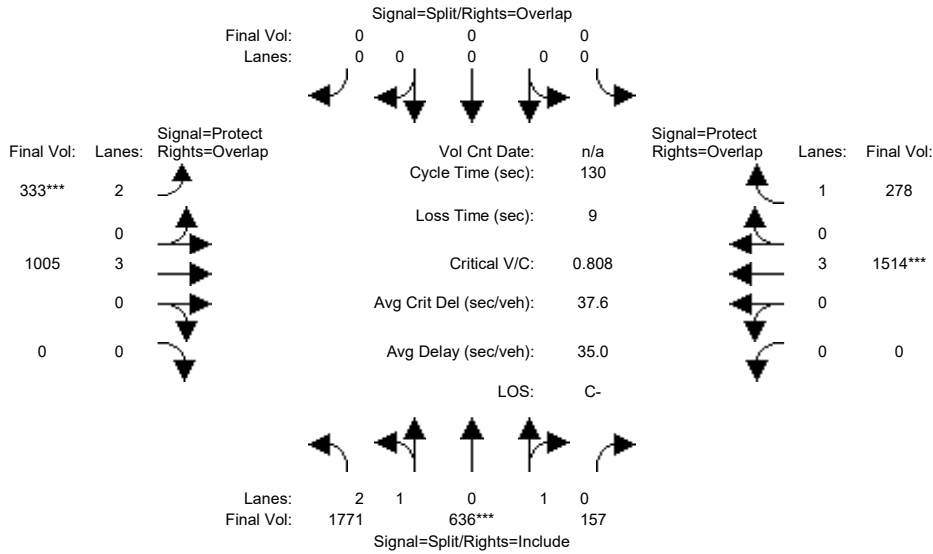 Signal=Split/Rights=Overlap
Final Vol: 0 0 0
Lanes: 0 0 0 0 0
Signal=Protect Signal=Protect
Final Vol: Lanes: Rights=Overlap Vol Cnt Date: n/a Rights=Overlap Lanes: Final Vol:
Cycle Time (sec): 130
333*** 2 1 278
Loss Time (sec): 9
0 0
1005 3 Critical V/C: 0.808 3 1514***
0 Avg Crit Del (sec/veh): 37.6 0
0 0 Avg Delay (sec/veh): 35.0 0 0
LOS: C-
Lanes: 2 1 0 1 0
Final Vol: 1771 636*** 157
Signal=Split/Rights=Include